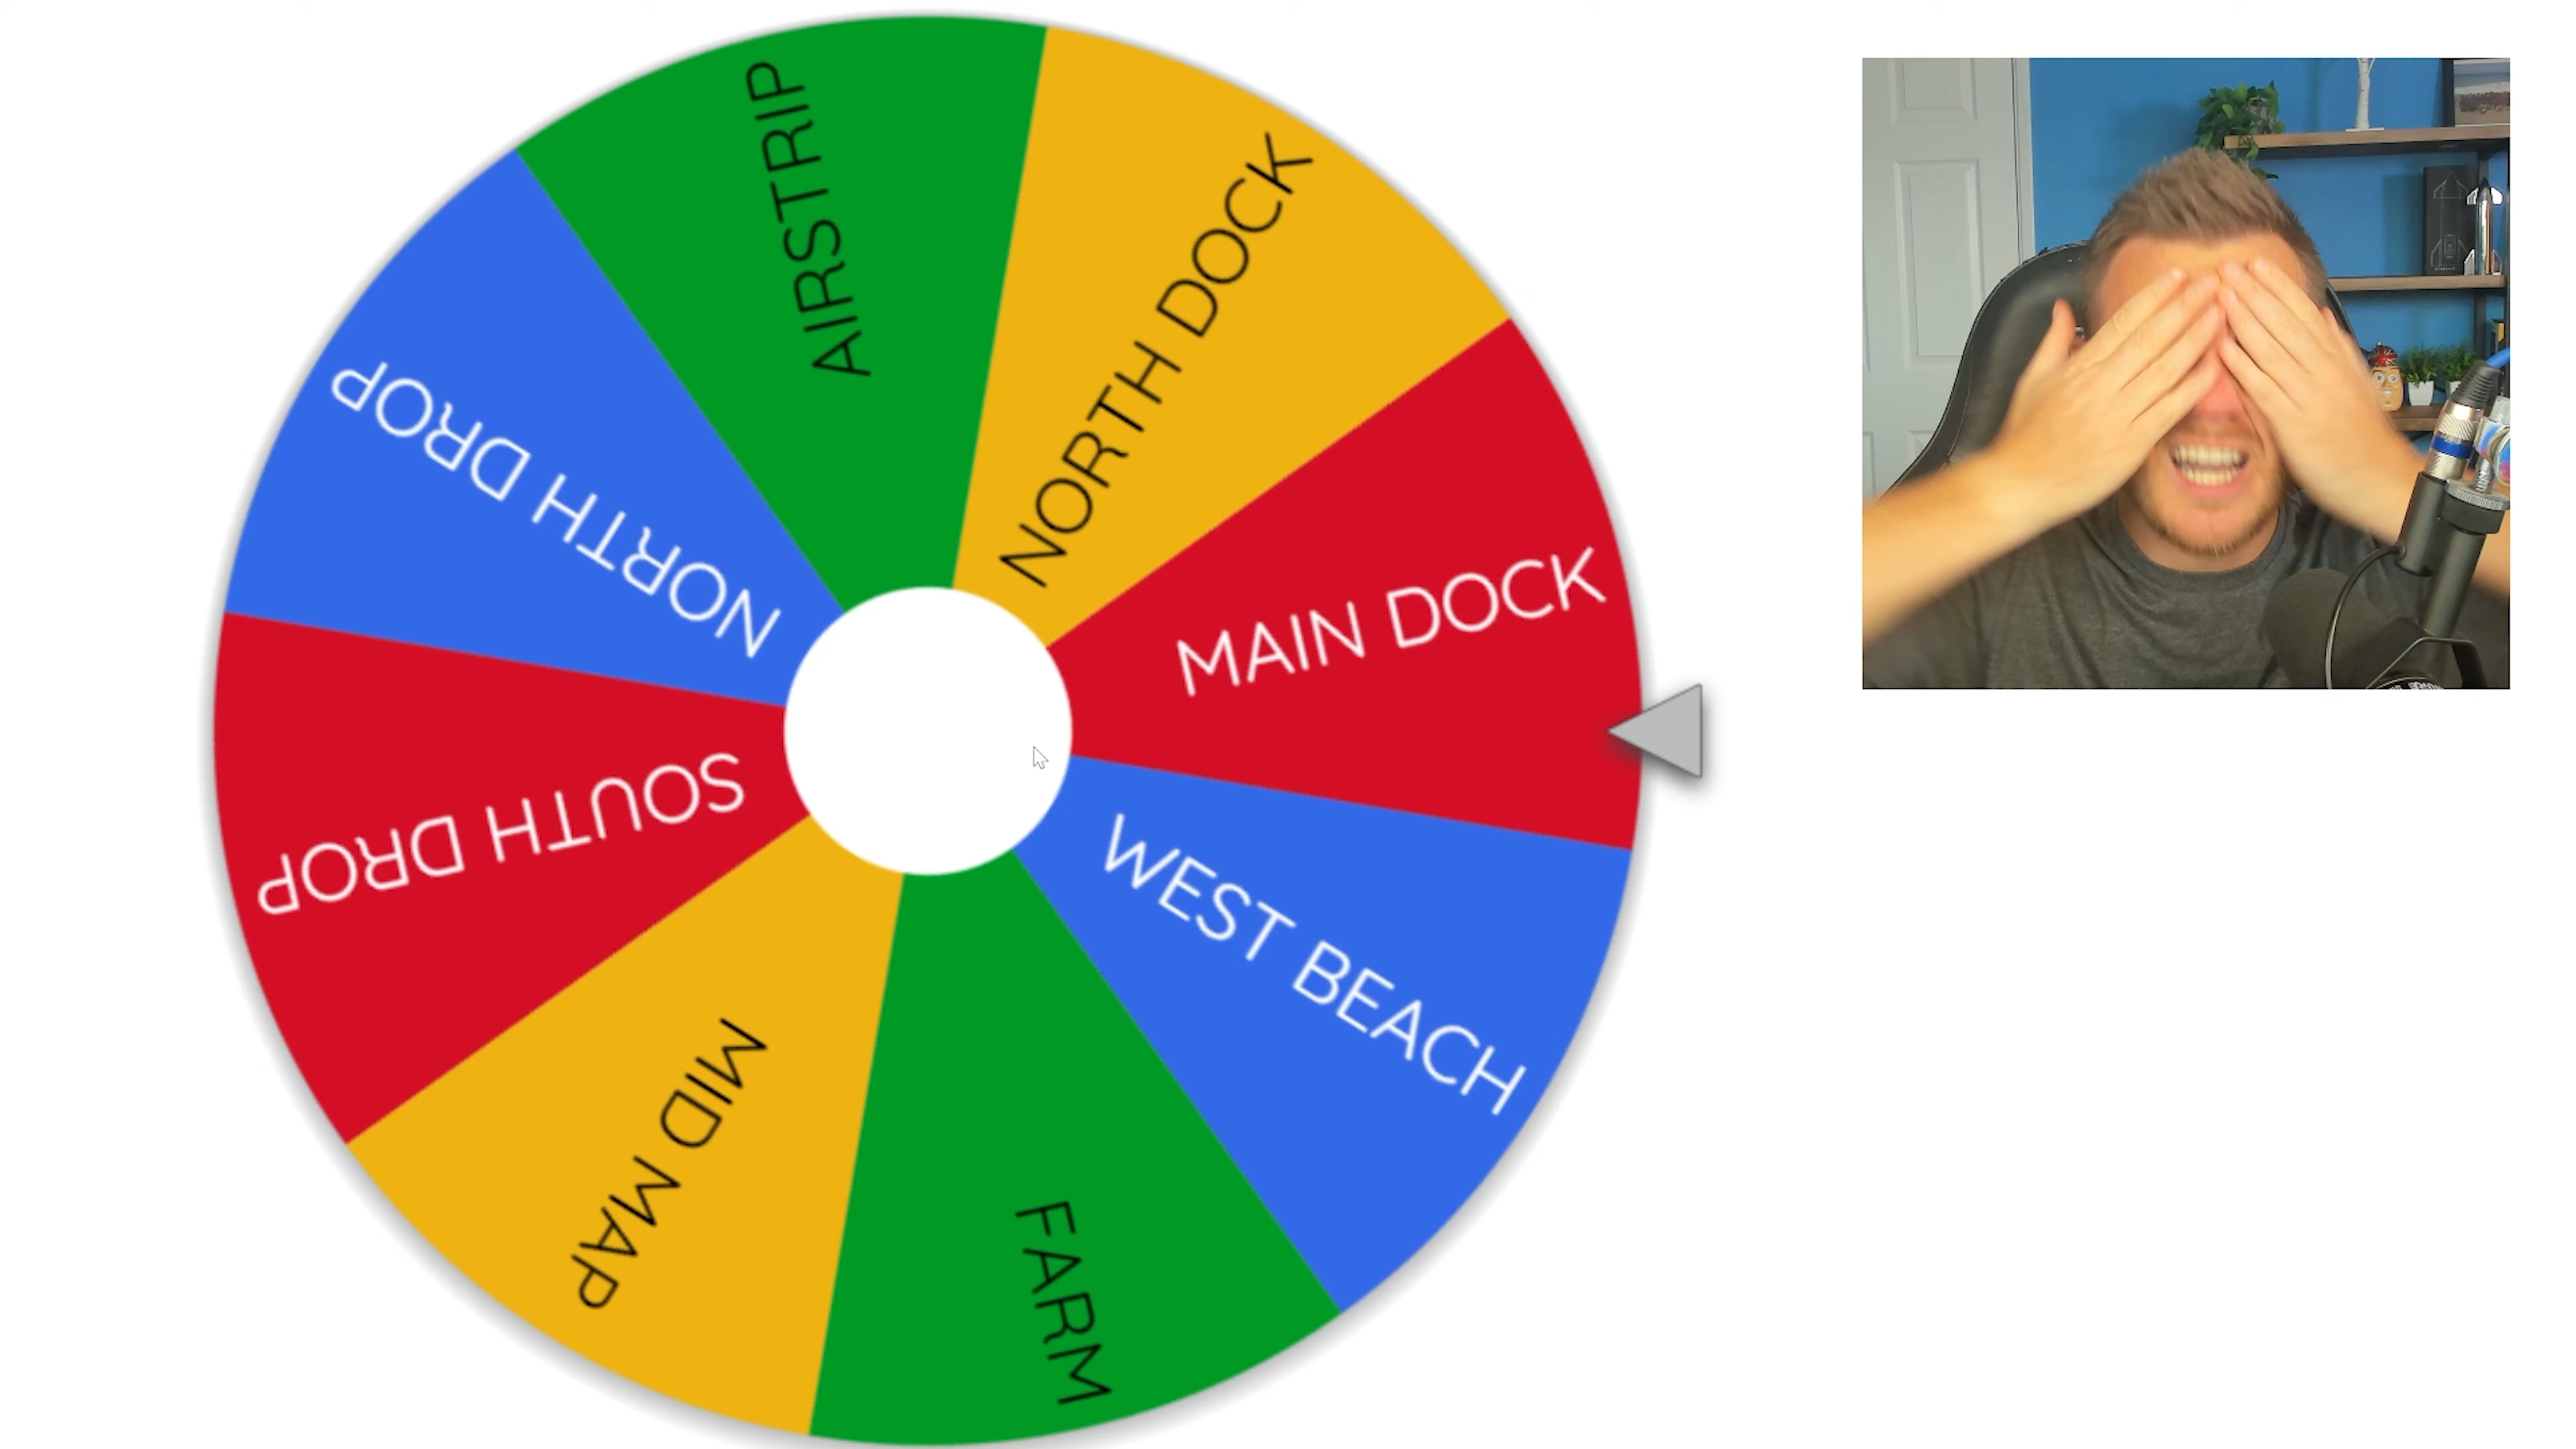 AIRSTRIP
NORTH DOCK
MAIN DOCK
WEST BEACH
FARM
MID MAP
SOUTH DROP
NORTH DROP